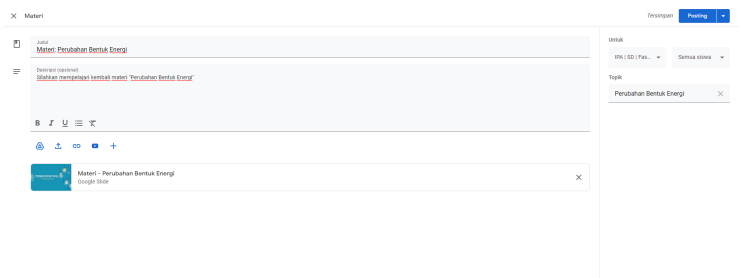 Materi
Tersimpan
Posting
Judul
Materi: Perubahan Bentuk Energi
Deskripsi (opsional)
Silahkan mempelajari kembali materi "Perubahan Bentuk Energi"
B I U
Materi - Perubahan Bentuk Energi
Google Slide
Untuk
IPA | SD | Fas...
Semua siswa
Topik
Perubahan Bentuk Energi